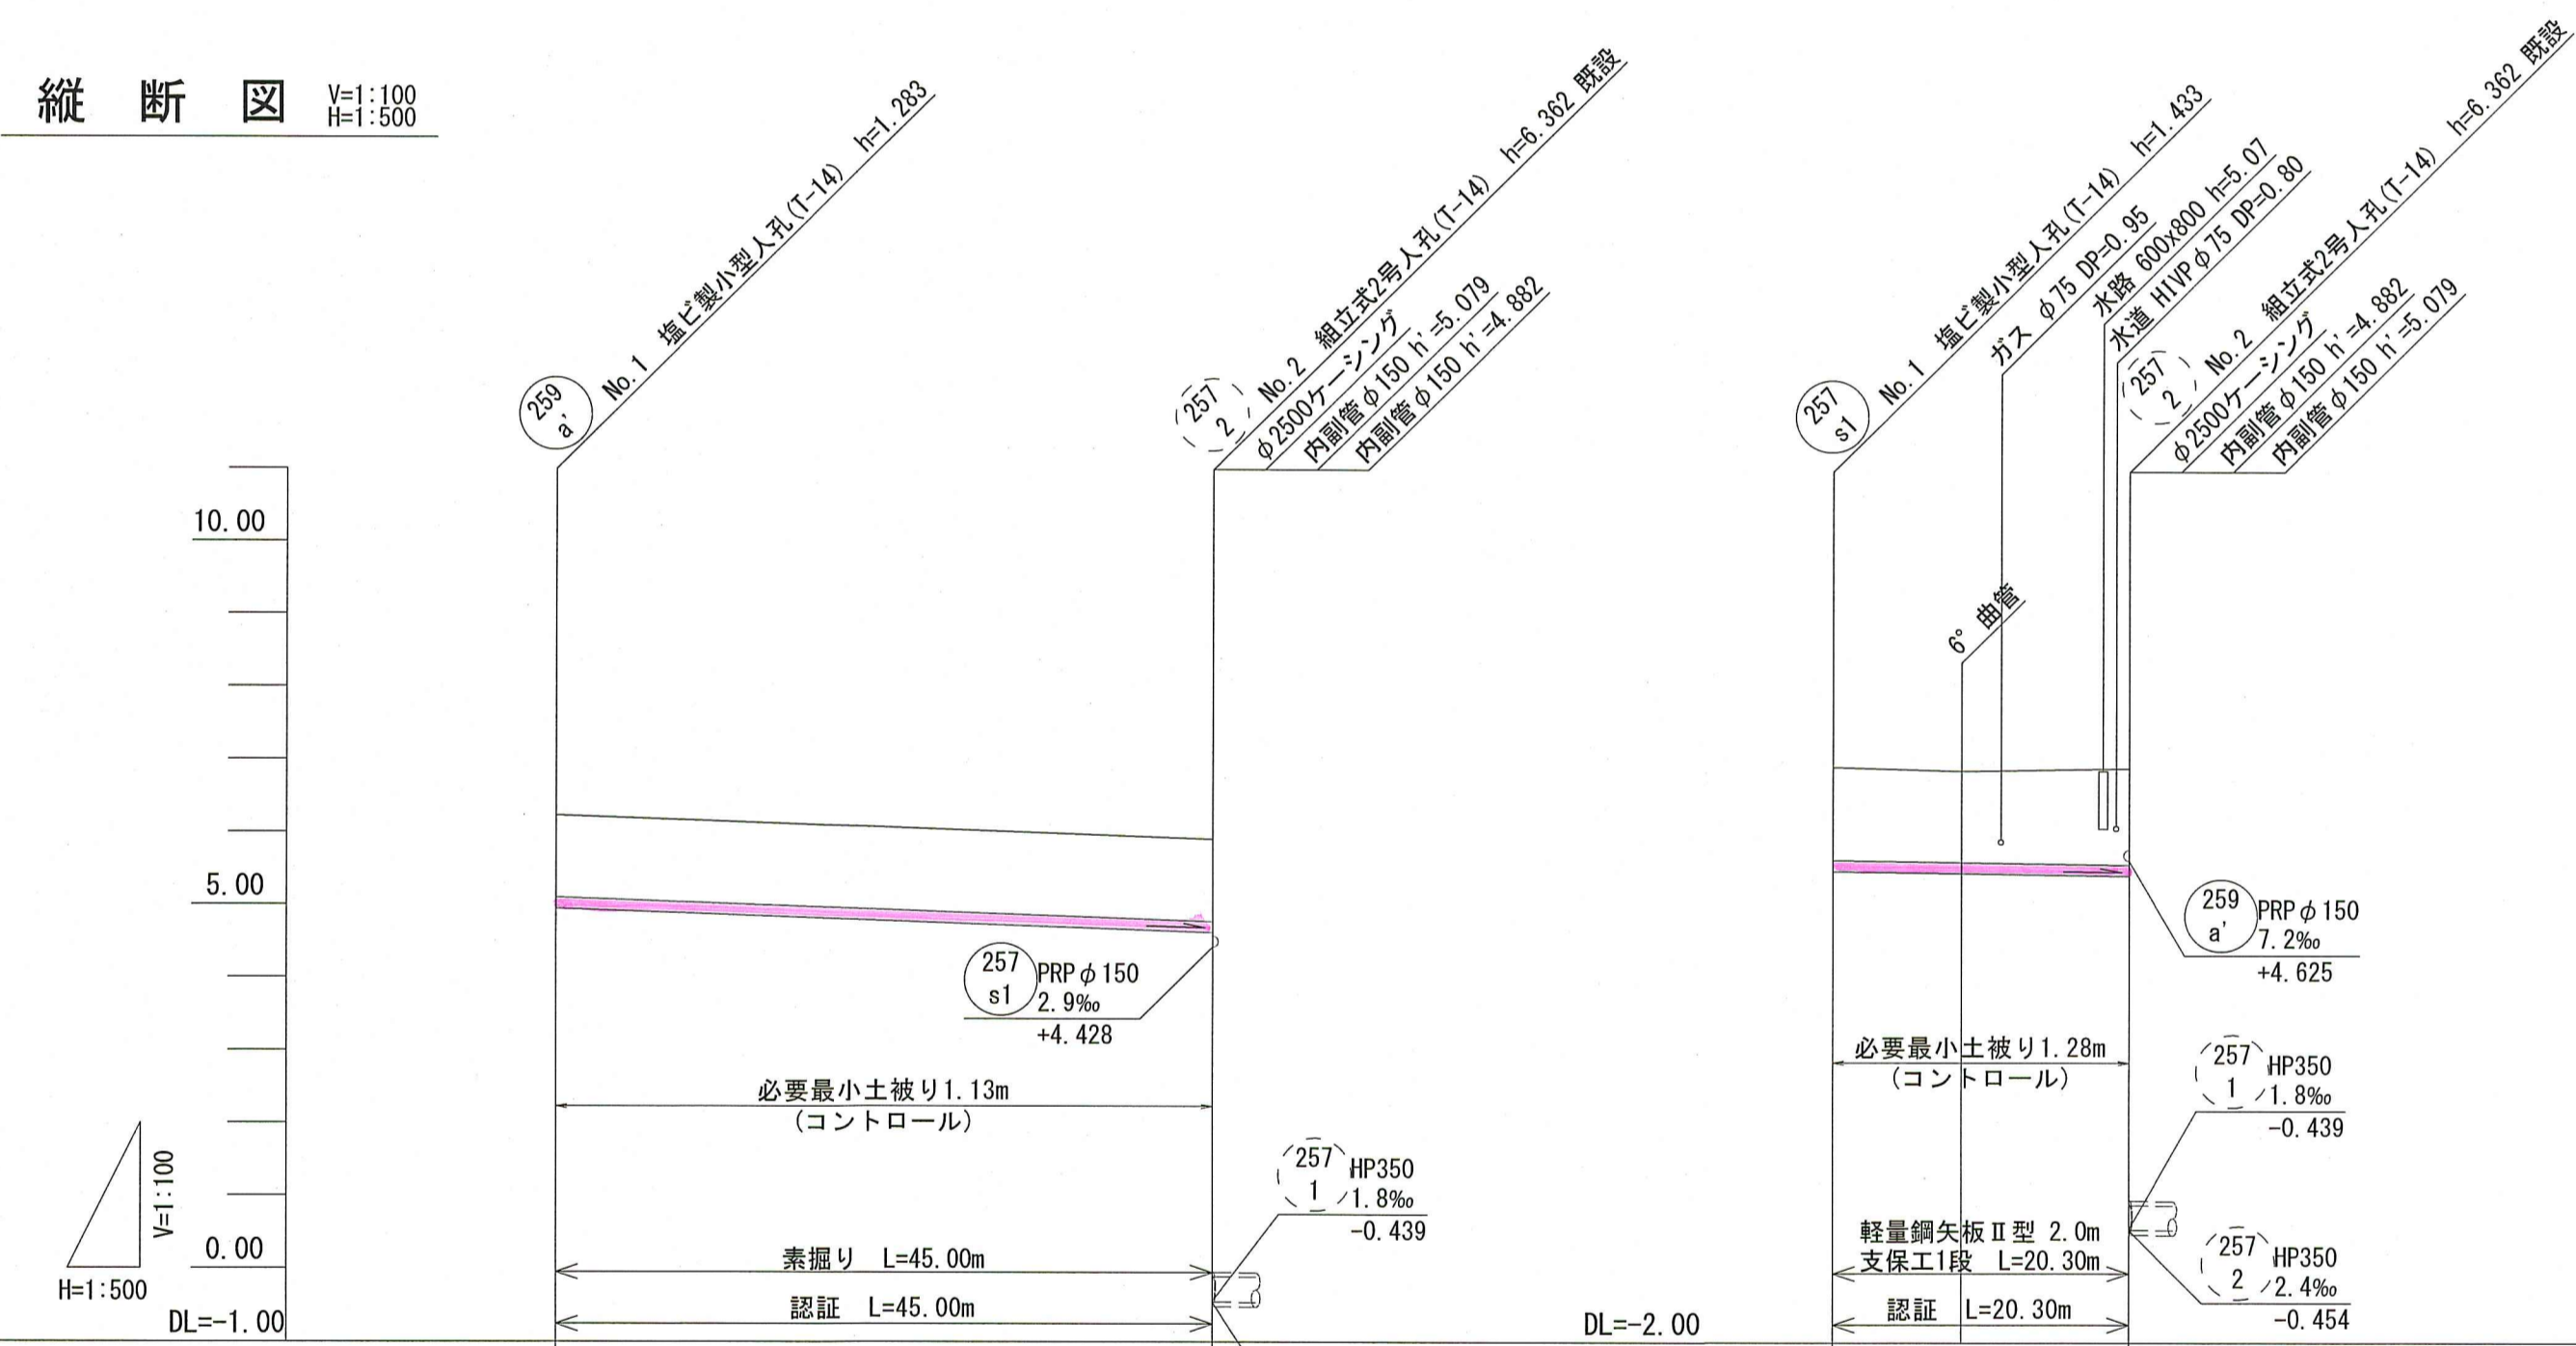 縦断図
V=1:100
H=1:500
259
a'
No.1 塩ビ製小型人孔(T-14) h=1.283
257
2
No.2 組立式2号人孔(T-14) h=6.362 既設
φ2500ケーシング
内副管φ150 h'=5.079
内副管φ150 h'=4.882
257
s1
No.1 塩ビ製小型人孔(T-14) h=1.433
ガス φ75 DP=0.95
水路 600x800 h=5.07
水道 HIVPφ75 DP=0.80
257
2
No.2 組立式2号人孔(T-14) h=6.362 既設
φ2500ケーシング
内副管φ150 h'=4.882
内副管φ150 h'=5.079
6° 曲管
10.00
5.00
0.00
V=1:100
H=1:500
DL=-1.00
257
s1
PRPφ150
2.9‰
+4.428
必要最小土被り1.13m
(コントロール)
257
1
HP350
1.8‰
-0.439
素掘り L=45.00m
認証 L=45.00m
DL=-2.00
259
a'
PRPφ150
7.2‰
+4.625
必要最小土被り1.28m
(コントロール)
257
1
HP350
1.8‰
-0.439
軽量鋼矢板Ⅱ型 2.0m
支保工1段 L=20.30m
257
2
HP350
2.4‰
-0.454
認証 L=20.30m